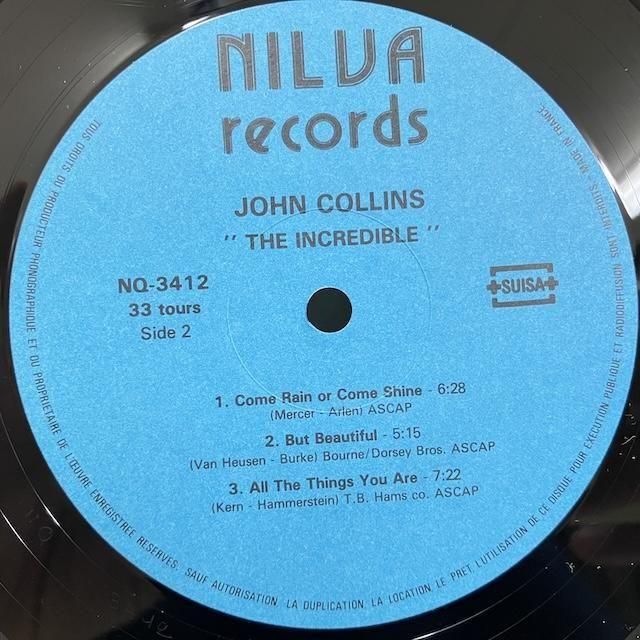 NILVA
records
JOHN COLLINS
" THE INCREDIBLE "
NQ-3412
33 tours
Side 2
SUISA
1. Come Rain or Come Shine - 6:28
(Mercer - Arlen) ASCAP
2. But Beautiful - 5:15
(Van Heusen - Burke) Bourne/Dorsey Bros. ASCAP
3. All The Things You Are - 7:22
(Kern - Hammerstein) T.B. Hams co. ASCAP
TOUS DROITS DU PRODUCTEUR PHONOGRAPHIQUE ET DU PROPRIETAIRE DE L'ŒUVRE ENREGISTREE RESERVES. SAUF AUTORISATION. LA DUPLICATION, LA LOCATION LE PRET, L'UTILISATION DE CE DISQUE POUR EXECUTION PUBLIQUE ET RADIODIFFUSION SONT INTERDITS. MADE IN FRANCE